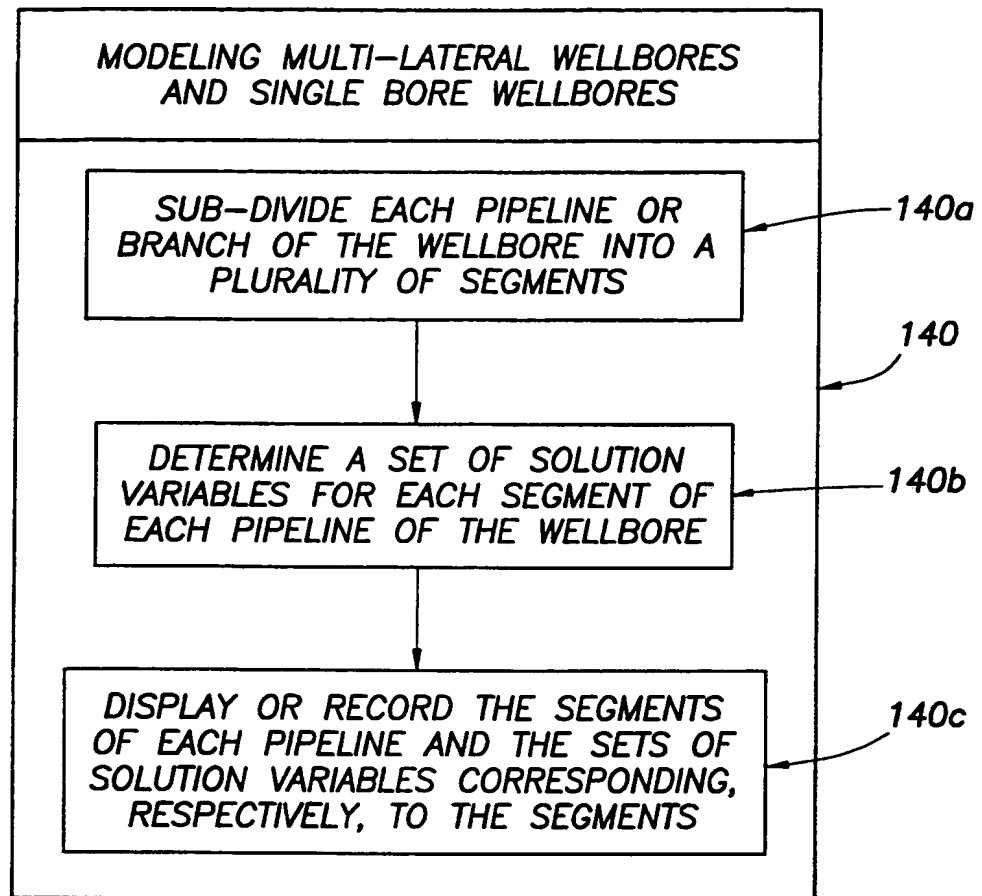 MODELING MULTI-LATERAL WELLBORES
AND SINGLE BORE WELLBORES
SUB-DIVIDE EACH PIPELINE OR
BRANCH OF THE WELLBORE INTO A
PLURALITY OF SEGMENTS
140a
140
DETERMINE A SET OF SOLUTION
VARIABLES FOR EACH SEGMENT OF
EACH PIPELINE OF THE WELLBORE
140b
DISPLAY OR RECORD THE SEGMENTS
OF EACH PIPELINE AND THE SETS OF
SOLUTION VARIABLES CORRESPONDING,
RESPECTIVELY, TO THE SEGMENTS
140c